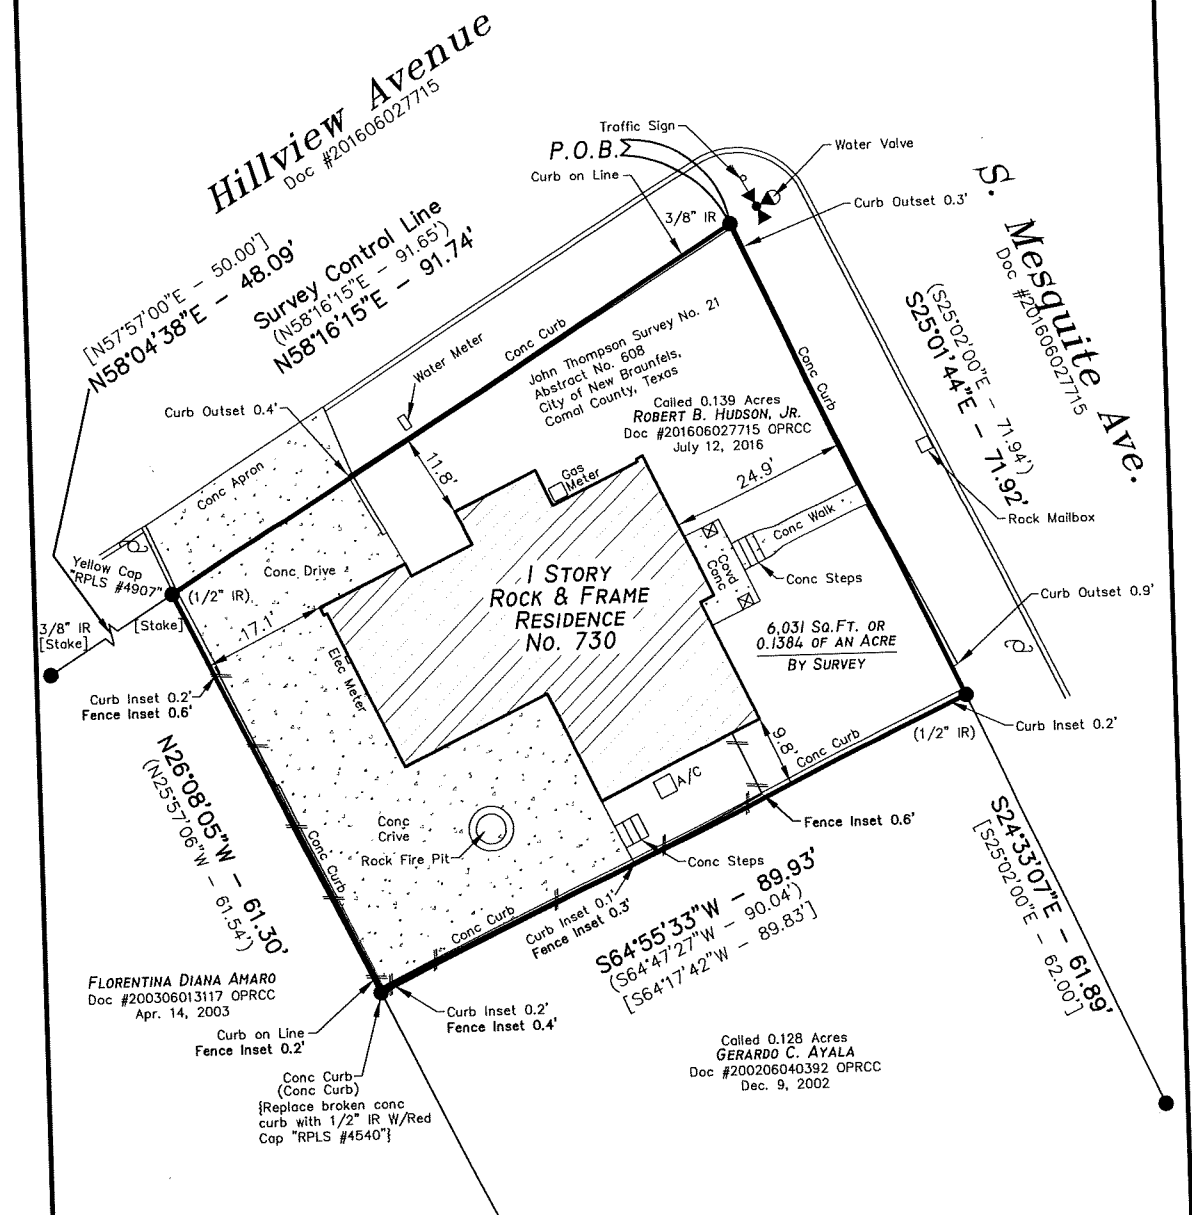 Hillview Avenue
Doc #201606027715
[N57°57'00"E – 50.00']
N58°04'38"E – 48.09'
Survey Control Line
(N58°16'15"E – 91.65')
N58°16'15"E – 91.74'
Traffic Sign
P.O.B.
Curb on Line
Water Valve
3/8" IR
Curb Outset 0.3'
S. Mesquite Ave.
Doc #201606027715
(S25°02'00"E – 71.94')
S25°01'44"E – 71.92'
Conc Curb
Water Meter
John Thompson Survey No. 21
Abstract No. 608
City of New Braunfels,
Comal County, Texas
Conc Curb
Called 0.139 Acres
ROBERT B. HUDSON, JR.
Doc #201606027715 OPRCC
July 12, 2016
Curb Outset 0.4'
11.8'
Gas
Meter
24.9'
Conc Apron
Rock Mailbox
Conc Walk
Yellow Cap
"RPLS #4907"
(1/2" IR)
Conc Drive
1 STORY
ROCK & FRAME
RESIDENCE
No. 730
Covd
Conc
Conc Steps
Curb Outset 0.9'
3/8" IR
[Stake]
[Stake]
17.1'
6,031 SQ.FT. OR
0.1384 OF AN ACRE
BY SURVEY
Elec Meter
Curb Inset 0.2'
Fence Inset 0.6'
Curb Inset 0.2'
(1/2" IR)
9.8'
Conc Curb
A/C
N26°08'05"W – 61.30'
(N25°57'06"W – 61.54')
Conc
Crive
Rock Fire Pit
Conc Curb
Fence Inset 0.6'
Conc Steps
S24°33'07"E – 61.89'
[S25°02'00"E – 62.00']
Conc Curb
Curb Inset 0.1'
Fence Inset 0.3'
S64°55'33"W – 89.93'
(S64°47'27"W – 90.04')
[S64°17'42"W – 89.83']
FLORENTINA DIANA AMARO
Doc #200306013117 OPRCC
Apr. 14, 2003
Curb on Line
Fence Inset 0.2'
Curb Inset 0.2'
Fence Inset 0.4'
Called 0.128 Acres
GERARDO C. AYALA
Doc #200206040392 OPRCC
Dec. 9, 2002
Conc Curb
(Conc Curb)
{Replace broken conc
curb with 1/2" IR W/Red
Cap "RPLS #4540"}